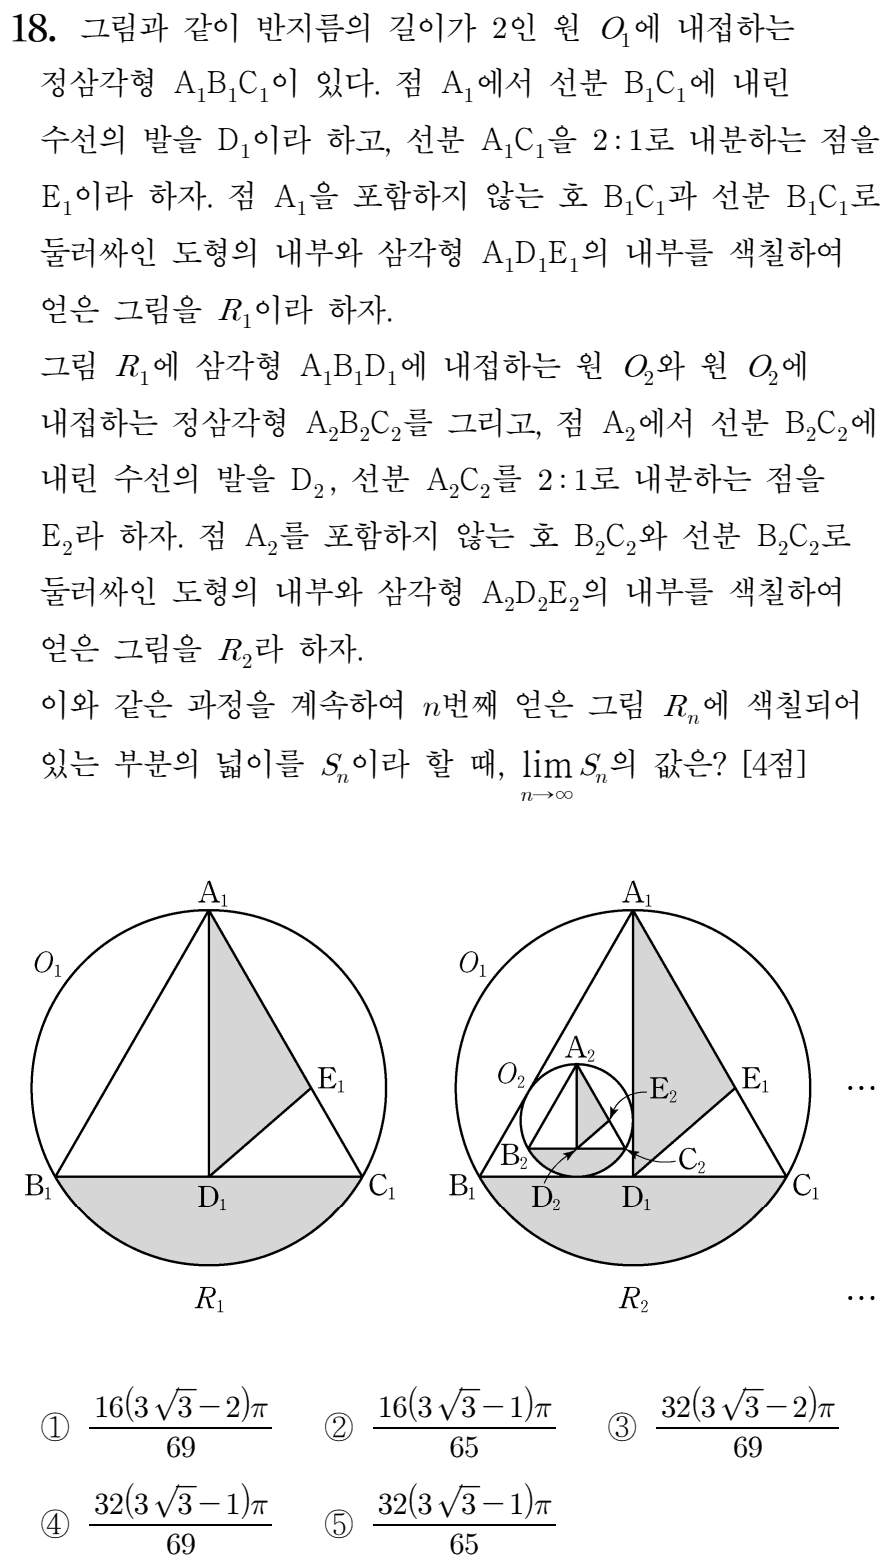 18. 그림과 같이 반지름의 길이가 2인 원 O₁에 내접하는
정삼각형 A₁B₁C₁이 있다. 점 A₁에서 선분 B₁C₁에 내린
수선의 발을 D₁이라 하고, 선분 A₁C₁을 2:1로 내분하는 점을
E₁이라 하자. 점 A₁을 포함하지 않는 호 B₁C₁과 선분 B₁C₁로
둘러싸인 도형의 내부와 삼각형 A₁D₁E₁의 내부를 색칠하여
얻은 그림을 R₁이라 하자.
그림 R₁에 삼각형 A₁B₁D₁에 내접하는 원 O₂와 원 O₂에
내접하는 정삼각형 A₂B₂C₂를 그리고, 점 A₂에서 선분 B₂C₂에
내린 수선의 발을 D₂, 선분 A₂C₂를 2:1로 내분하는 점을
E₂라 하자. 점 A₂를 포함하지 않는 호 B₂C₂와 선분 B₂C₂로
둘러싸인 도형의 내부와 삼각형 A₂D₂E₂의 내부를 색칠하여
얻은 그림을 R₂라 하자.
이와 같은 과정을 계속하여 n번째 얻은 그림 Rₙ에 색칠되어
있는 부분의 넓이를 Sₙ이라 할 때, lim n→∞ Sₙ의 값은? [4점]
A₁
O₁
E₁
B₁
D₁
C₁
R₁
A₁
O₁
A₂
O₂
E₂
E₁
…
B₂
C₂
B₁
D₂
D₁
C₁
R₂
…
① 16(3√3−2)π/69 ② 16(3√3−1)π/65 ③ 32(3√3−2)π/69
④ 32(3√3−1)π/69 ⑤ 32(3√3−1)π/65